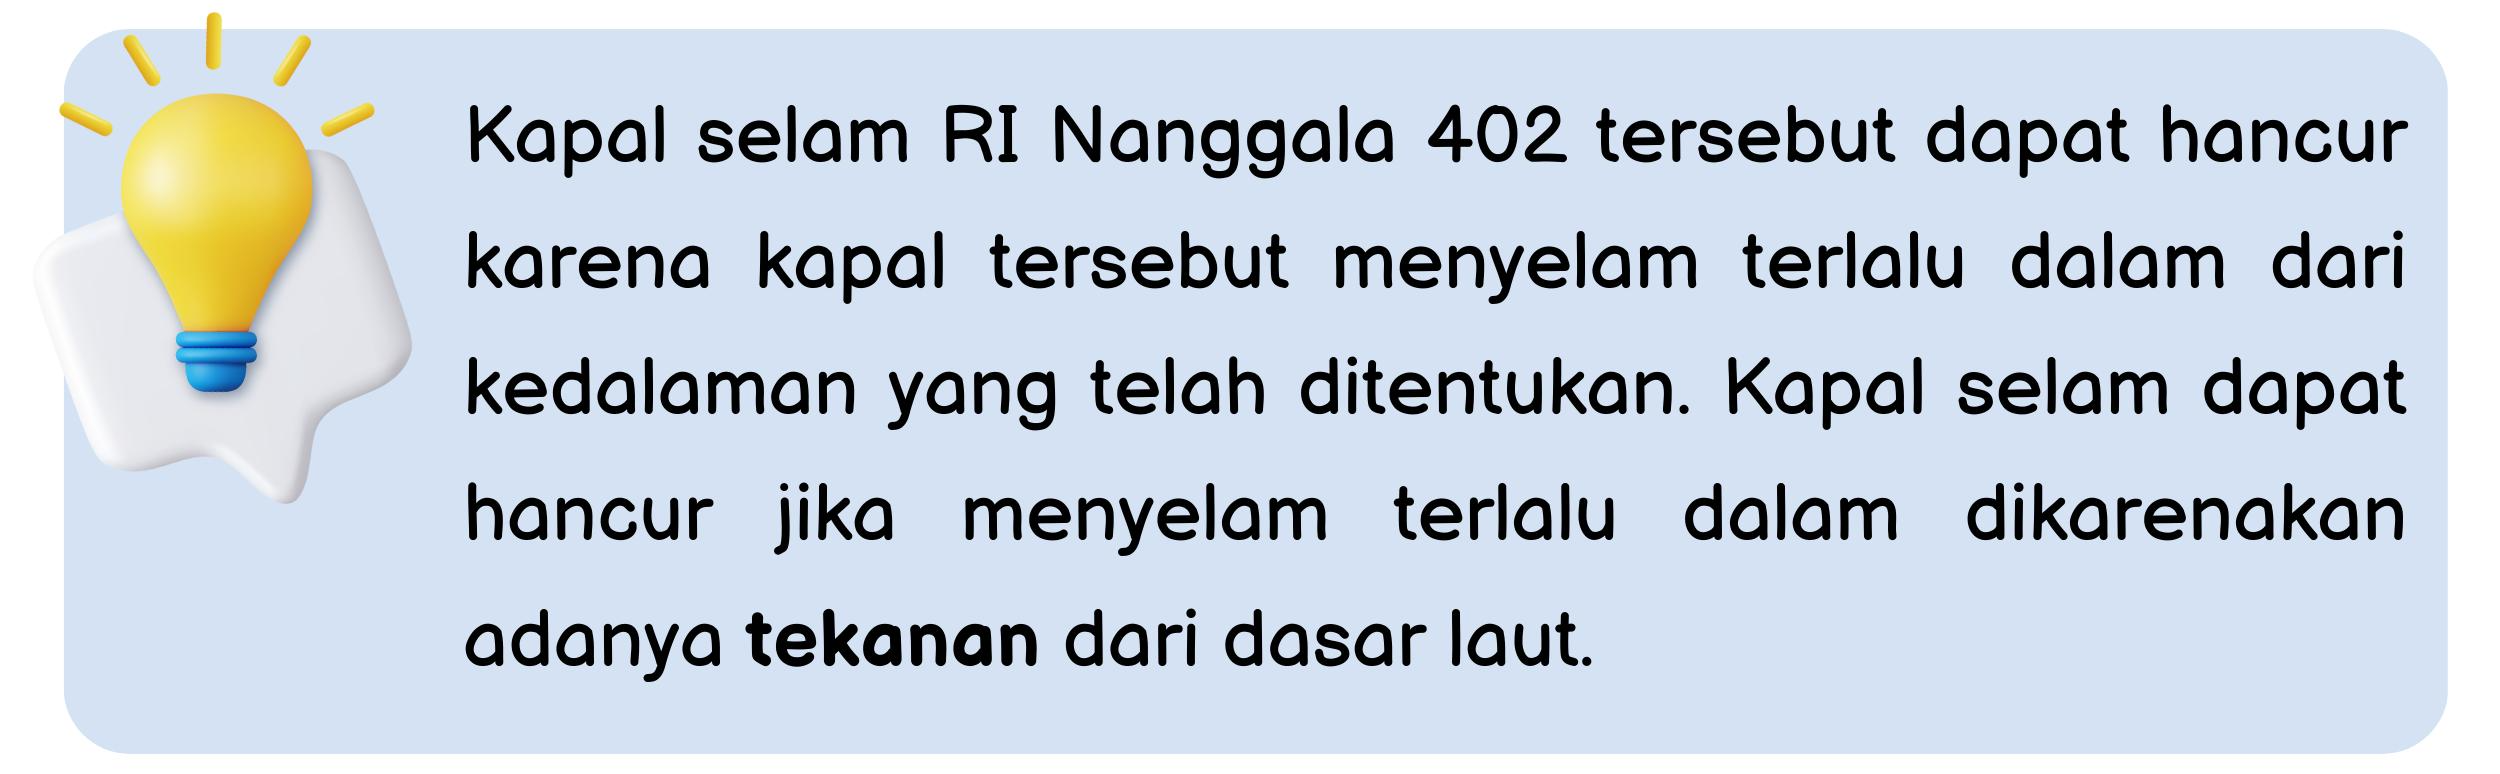 Kapal selam RI Nanggala 402 tersebut dapat hancur
karena kapal tersebut menyelam terlalu dalam dari
kedalaman yang telah ditentukan. Kapal selam dapat
hancur jika menyelam terlalu dalam dikarenakan
adanya tekanan dari dasar laut.